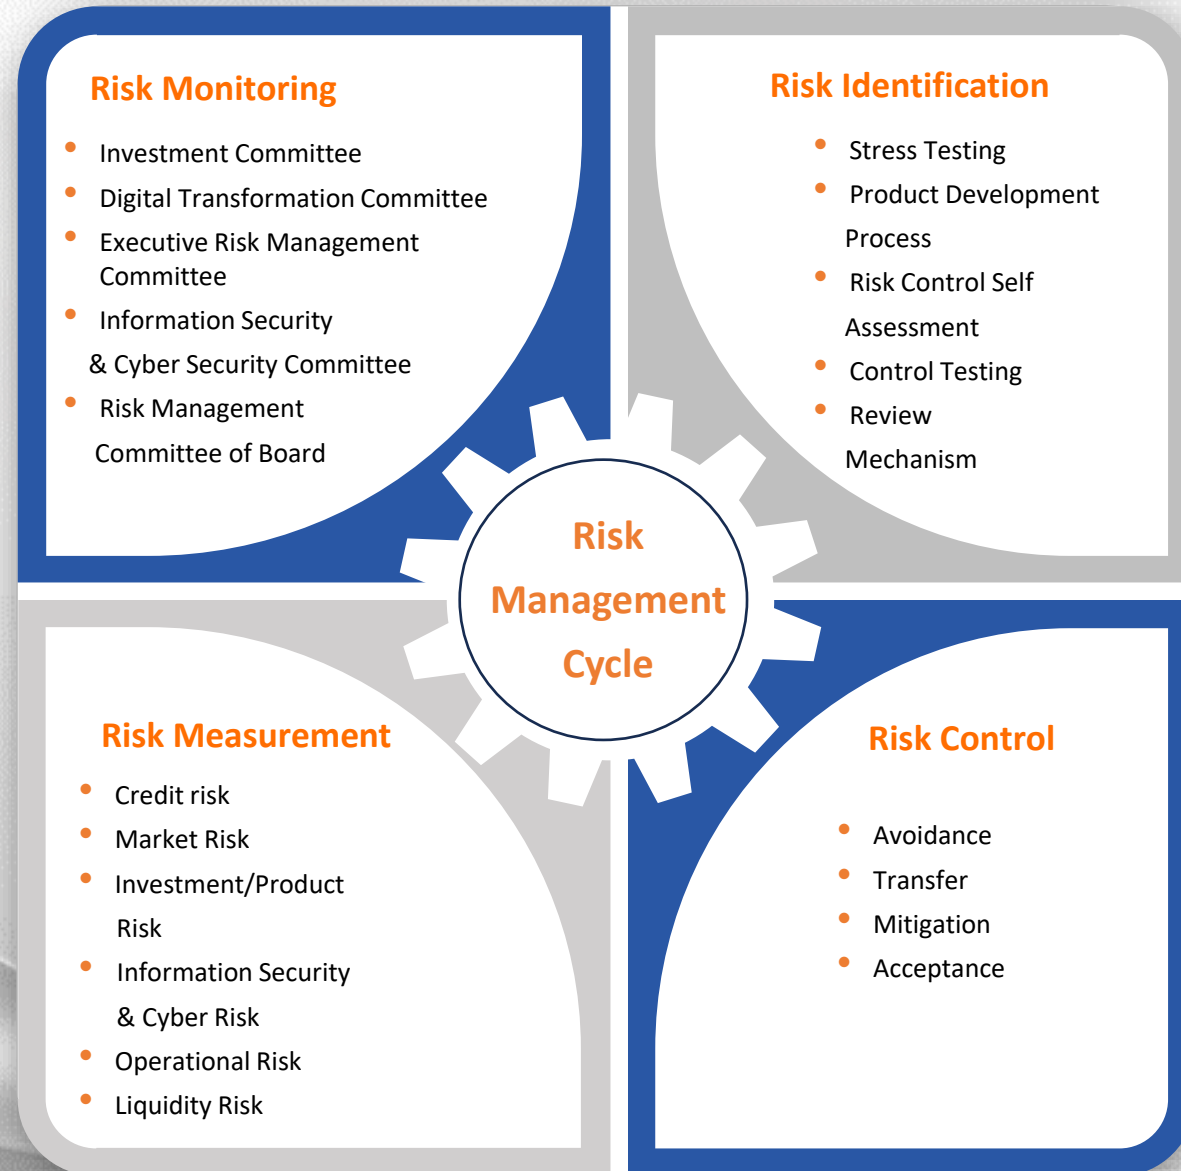 Risk Monitoring
• Investment Committee
• Digital Transformation Committee
• Executive Risk Management
Committee
• Information Security
& Cyber Security Committee
• Risk Management
Committee of Board
Risk Identification
• Stress Testing
• Product Development
Process
• Risk Control Self
Assessment
• Control Testing
• Review
Mechanism
Risk
Management
Cycle
Risk Measurement
• Credit risk
• Market Risk
• Investment/Product
Risk
• Information Security
& Cyber Risk
• Operational Risk
• Liquidity Risk
Risk Control
• Avoidance
• Transfer
• Mitigation
• Acceptance